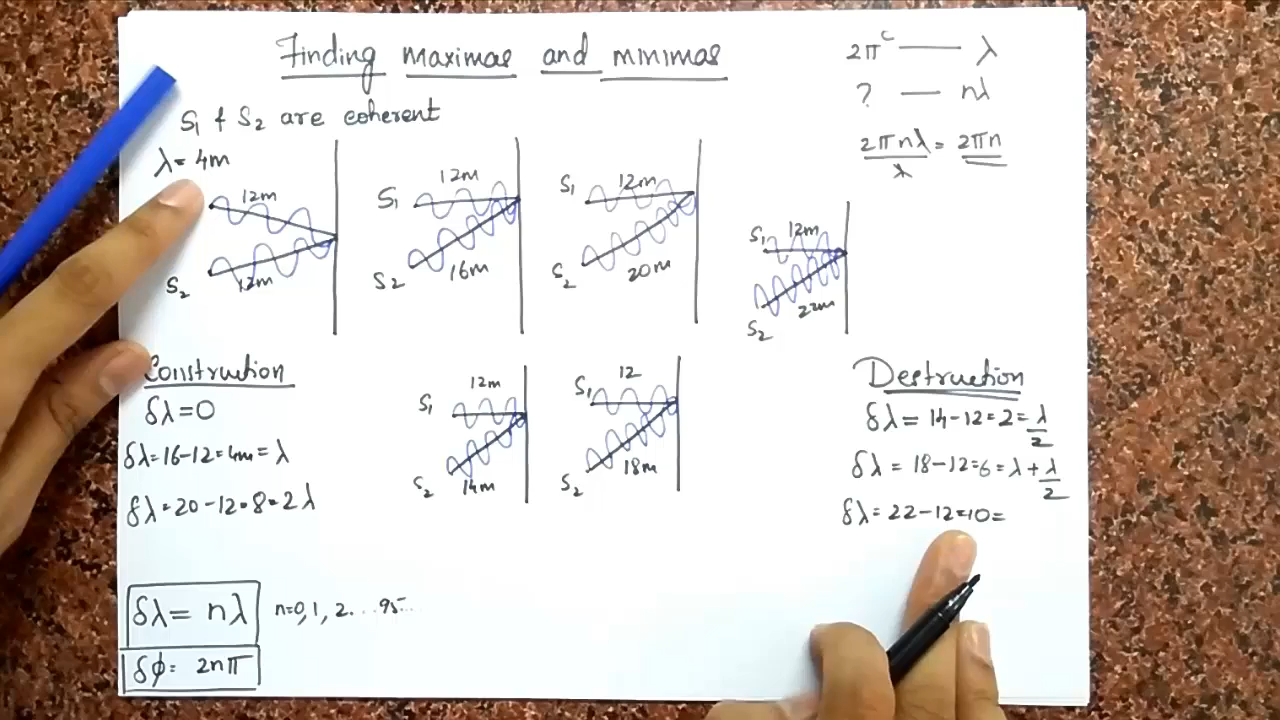 Finding maximas and minimas
2π^c — λ
? — nλ
2πnλ/λ = 2πn
S₁ & S₂ are coherent
λ = 4m
12m
S₂
12m
S₁
12m
S₂
16m
S₁
12m
S₂
20m
S₁
12m
S₂
22m
Construction
δλ = 0
δλ = 16-12 = 4m = λ
δλ = 20-12 = 8 = 2λ
S₁
12m
S₂
14m
S₁
12
S₂
18m
Destruction
δλ = 14-12 = 2 = λ/2
δλ = 18-12 = 6 = λ + λ/2
δλ = 22-12 = 10 =
δλ = nλ
n=0, 1, 2. . . 95 . . .
δϕ = 2nπ